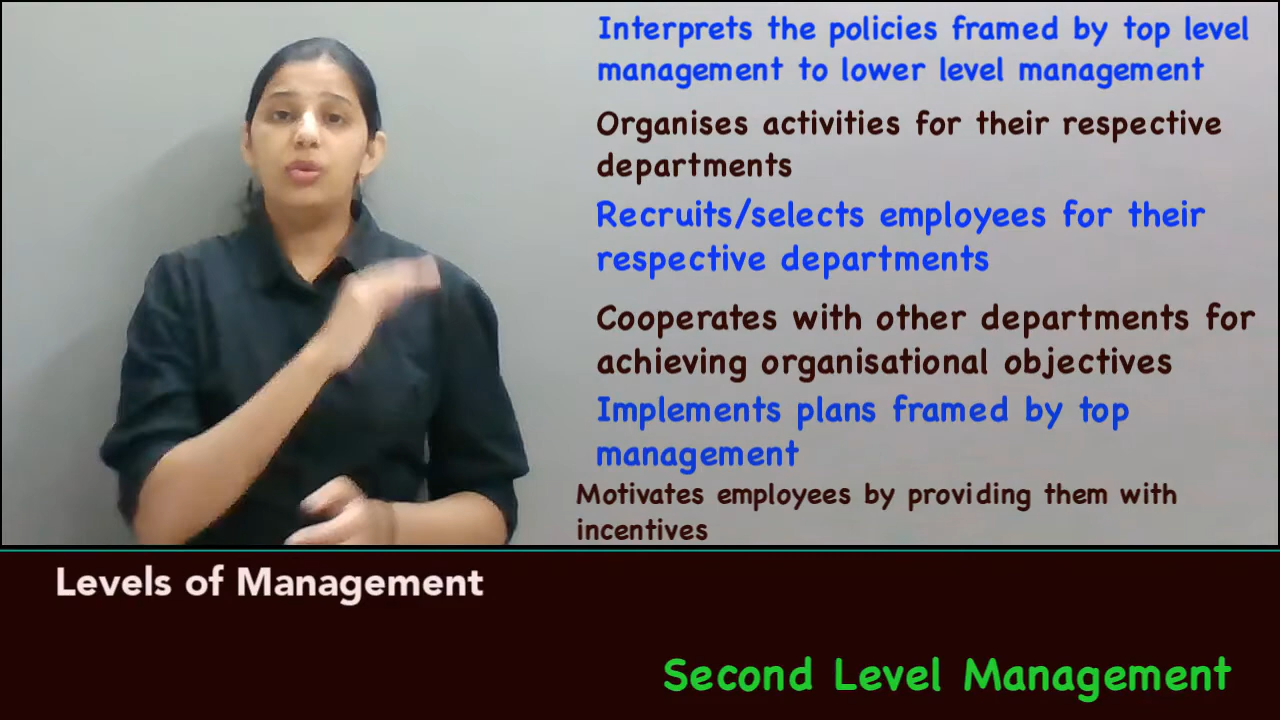 Interprets the policies framed by top level
management to lower level management
Organises activities for their respective
departments
Recruits/selects employees for their
respective departments
Cooperates with other departments for
achieving organisational objectives
Implements plans framed by top
management
Motivates employees by providing them with
incentives
Levels of Management
Second Level Management